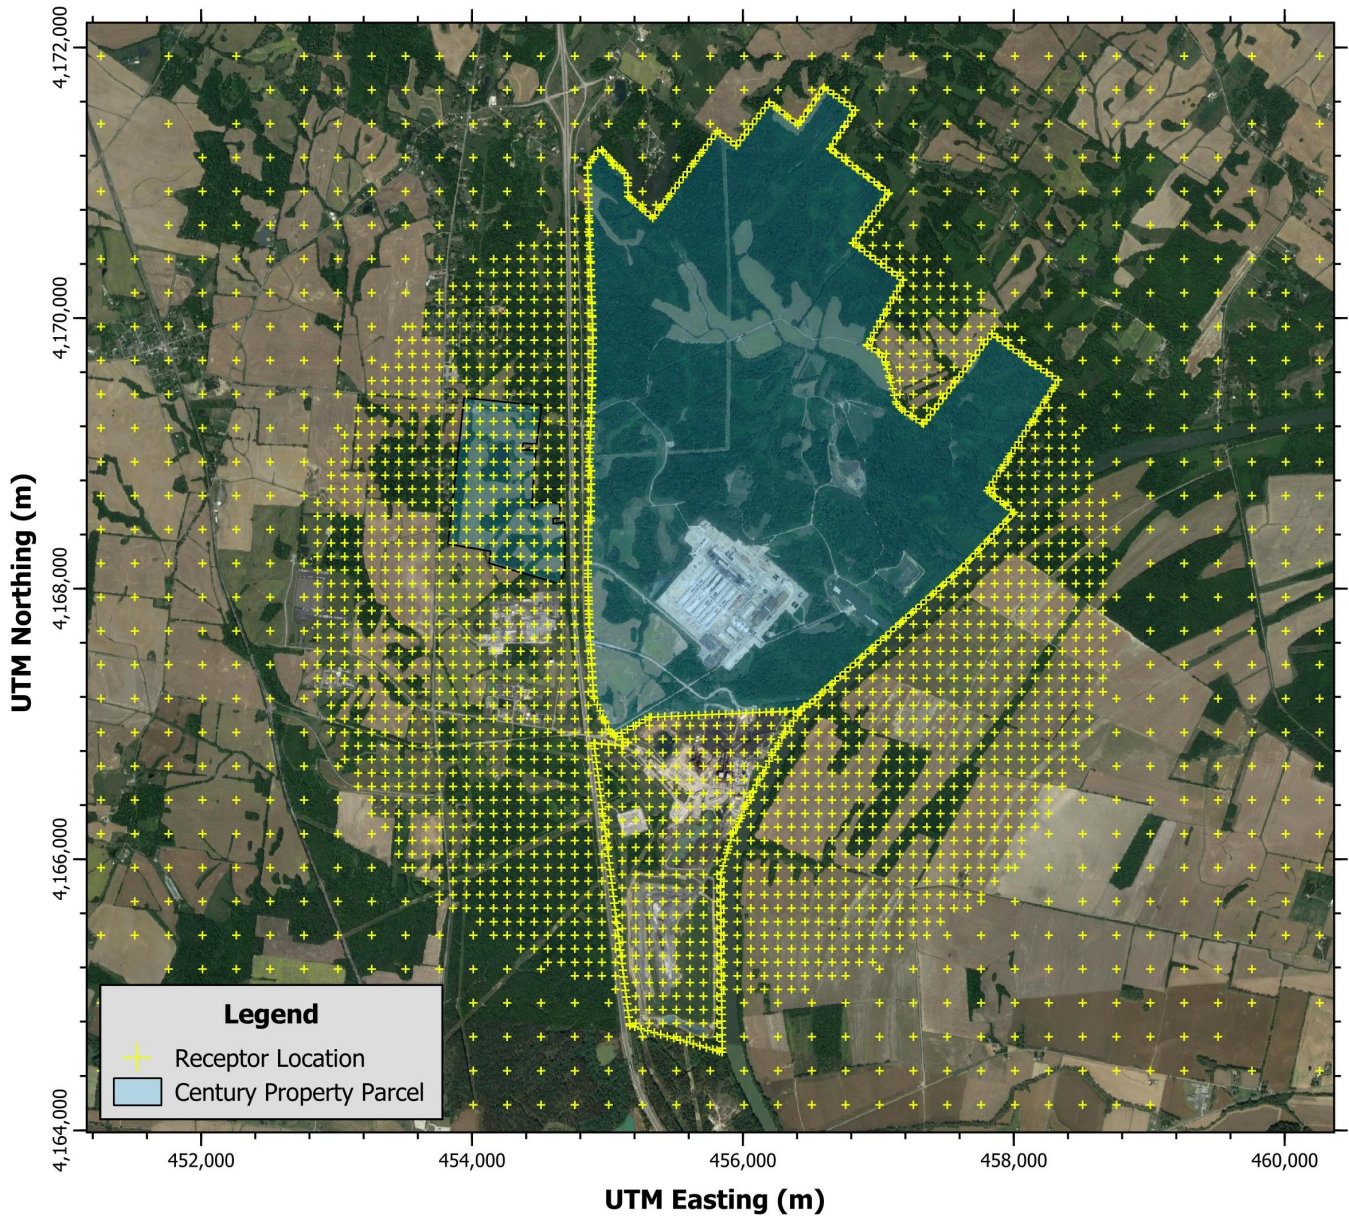 4,172,000
4,170,000
4,168,000
4,166,000
4,164,000
UTM Northing (m)
Legend
Receptor Location
Century Property Parcel
452,000
454,000
456,000
458,000
460,000
UTM Easting (m)